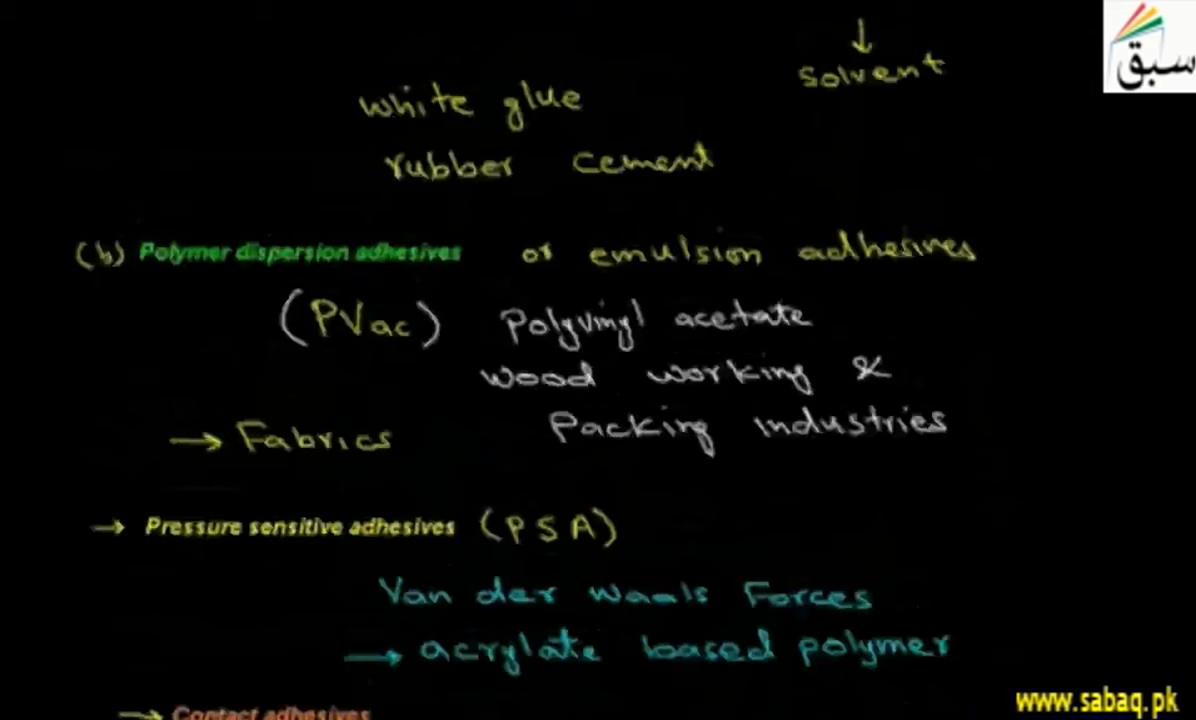 ↓
solvent
سبق
white glue
rubber cement
(b) Polymer dispersion adhesives or emulsion adhesives
(PVac) Polyvinyl acetate
wood working &
Packing industries
→ Fabrics
→ Pressure sensitive adhesives (PSA)
Van der waals Forces
→ acrylate based polymer
→ Contact adhesives
www.sabaq.pk